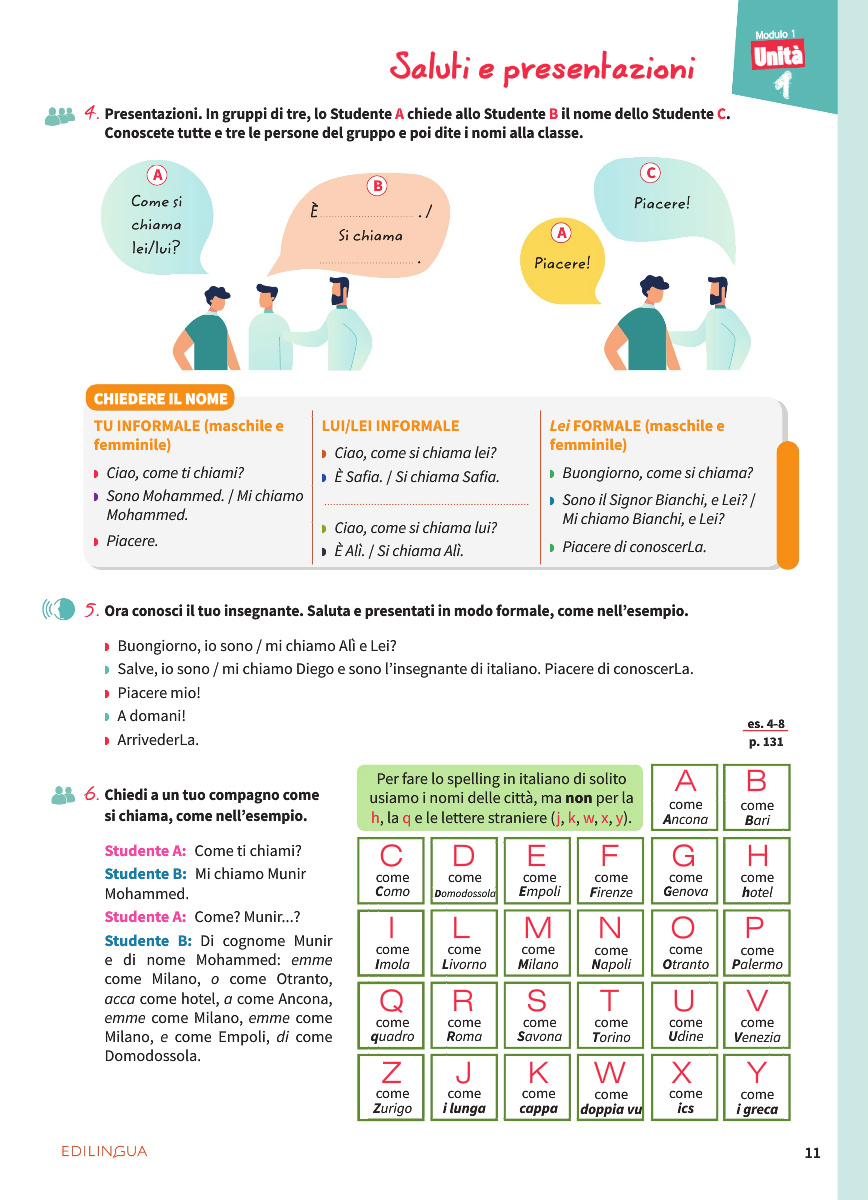 Modulo 1
Unità
1
Saluti e presentazioni
4. Presentazioni. In gruppi di tre, lo Studente A chiede allo Studente B il nome dello Studente C.
Conoscete tutte e tre le persone del gruppo e poi dite i nomi alla classe.
A
Come si
chiama
lei/lui?
B
È ........................ . /
Si chiama
........................ .
C
Piacere!
A
Piacere!
CHIEDERE IL NOME
TU INFORMALE (maschile e
femminile)
Ciao, come ti chiami?
Sono Mohammed. / Mi chiamo
Mohammed.
Piacere.
LUI/LEI INFORMALE
Ciao, come si chiama lei?
È Safia. / Si chiama Safia.
Ciao, come si chiama lui?
È Alì. / Si chiama Alì.
Lei FORMALE (maschile e
femminile)
Buongiorno, come si chiama?
Sono il Signor Bianchi, e Lei? /
Mi chiamo Bianchi, e Lei?
Piacere di conoscerLa.
5. Ora conosci il tuo insegnante. Saluta e presentati in modo formale, come nell'esempio.
Buongiorno, io sono / mi chiamo Alì e Lei?
Salve, io sono / mi chiamo Diego e sono l'insegnante di italiano. Piacere di conoscerLa.
Piacere mio!
A domani!
ArrivederLa.
es. 4-8
p. 131
6. Chiedi a un tuo compagno come
si chiama, come nell'esempio.
Studente A: Come ti chiami?
Studente B: Mi chiamo Munir
Mohammed.
Studente A: Come? Munir...?
Studente B: Di cognome Munir
e di nome Mohammed: emme
come Milano, o come Otranto,
acca come hotel, a come Ancona,
emme come Milano, emme come
Milano, e come Empoli, di come
Domodossola.
Per fare lo spelling in italiano di solito
usiamo i nomi delle città, ma non per la
h, la q e le lettere straniere (j, k, w, x, y).
A
come
Ancona
B
come
Bari
C
come
Como
D
come
Domodossola
E
come
Empoli
F
come
Firenze
G
come
Genova
H
come
hotel
I
come
Imola
L
come
Livorno
M
come
Milano
N
come
Napoli
O
come
Otranto
P
come
Palermo
Q
come
quadro
R
come
Roma
S
come
Savona
T
come
Torino
U
come
Udine
V
come
Venezia
Z
come
Zurigo
J
come
i lunga
K
come
cappa
W
come
doppia vu
X
come
ics
Y
come
i greca
EDILINGUA
11